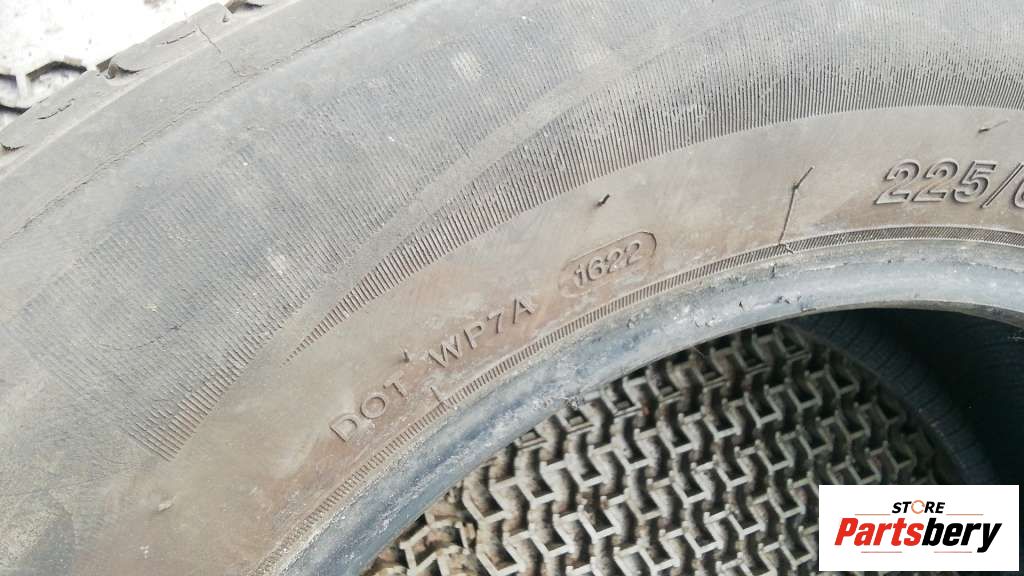 225/
1622
DOT WP7A
STORE
Partsbery